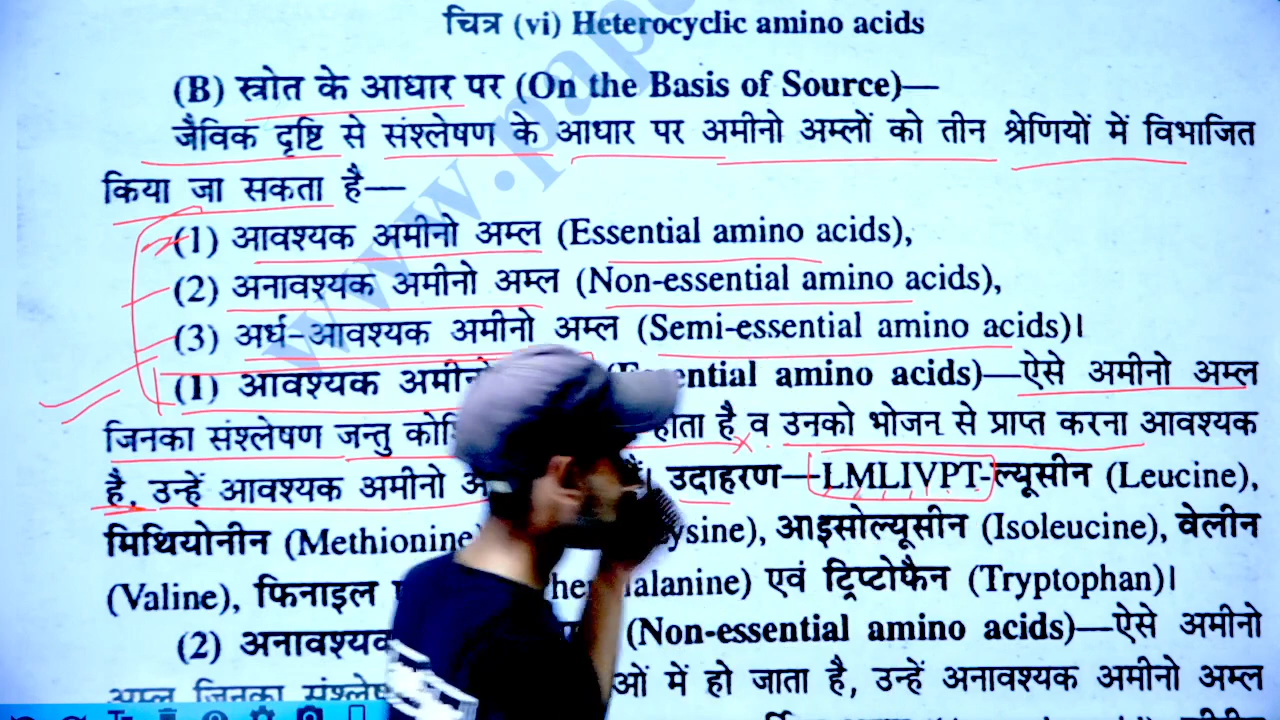 चित्र (vi) Heterocyclic amino acids
(B) स्त्रोत के आधार पर (On the Basis of Source)—
जैविक दृष्टि से संश्लेषण के आधार पर अमीनो अम्लों को तीन श्रेणियों में विभाजित
किया जा सकता है—
(1) आवश्यक अमीनो अम्ल (Essential amino acids),
(2) अनावश्यक अमीनो अम्ल (Non-essential amino acids),
(3) अर्ध-आवश्यक अमीनो अम्ल (Semi-essential amino acids)।
(1) आवश्यक amino acids)—ऐसे अमीनो अम्ल
जिनका संश्लेषण जन्तु होता है व उनको भोजन से प्राप्त करना आवश्यक
है, उन्हें आवश्यक अमीनो उदाहरण—LMLIVPT-ल्यूसीन (Leucine),
मिथियोनीन (Methionine आइसोल्यूसीन (Isoleucine), वेलीन
(Valine), फिनाइल एवं ट्रिप्टोफैन (Tryptophan)।
(2) अनावश्यक (Non-essential amino acids)—ऐसे अमीनो
अम्ल जिनका में हो जाता है, उन्हें अनावश्यक अमीनो अम्ल